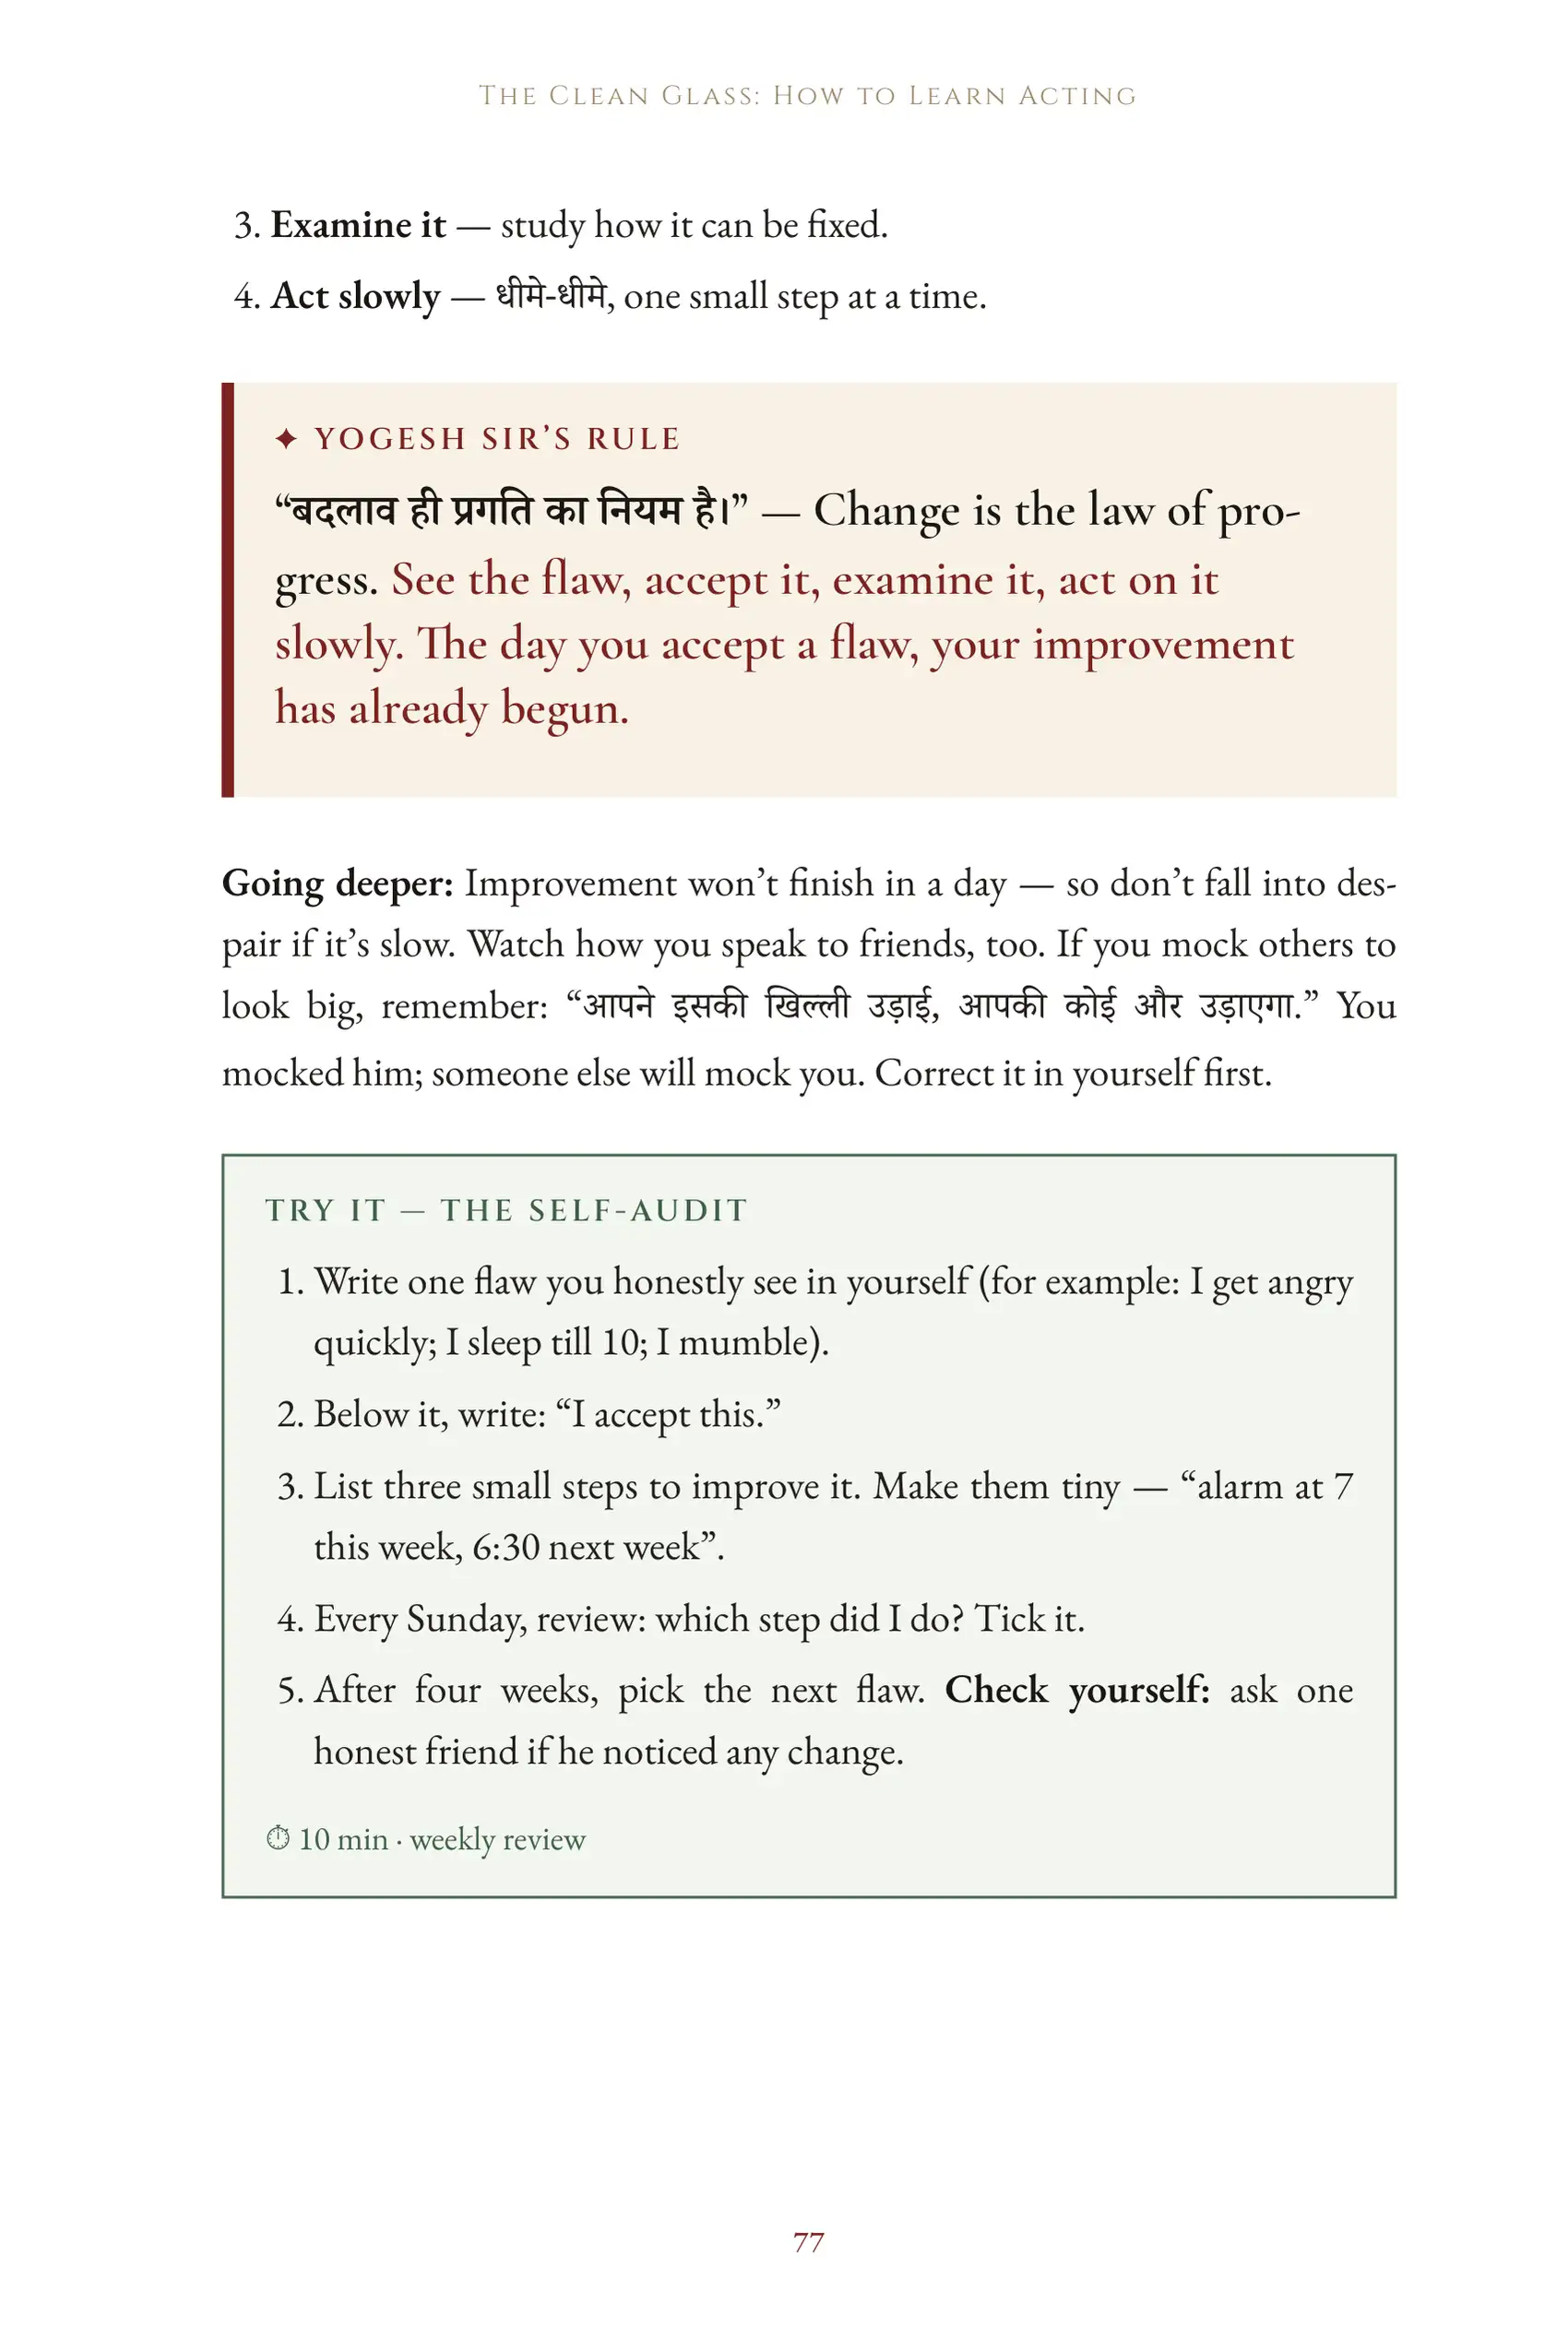 The Clean Glass: How to Learn Acting
3. Examine it — study how it can be fixed.
4. Act slowly — धीमे-धीमे, one small step at a time.
✦ YOGESH SIR’S RULE
“बदलाव ही प्रगति का नियम है।” — Change is the law of pro-
gress. See the flaw, accept it, examine it, act on it
slowly. The day you accept a flaw, your improvement
has already begun.
Going deeper: Improvement won’t finish in a day — so don’t fall into des-
pair if it’s slow. Watch how you speak to friends, too. If you mock others to
look big, remember: “आपने इसकी खिल्ली उड़ाई, आपकी कोई और उड़ाएगा.” You
mocked him; someone else will mock you. Correct it in yourself first.
TRY IT — THE SELF-AUDIT
1. Write one flaw you honestly see in yourself (for example: I get angry
quickly; I sleep till 10; I mumble).
2. Below it, write: “I accept this.”
3. List three small steps to improve it. Make them tiny — “alarm at 7
this week, 6:30 next week”.
4. Every Sunday, review: which step did I do? Tick it.
5. After four weeks, pick the next flaw. Check yourself: ask one
honest friend if he noticed any change.
⏱ 10 min · weekly review
77